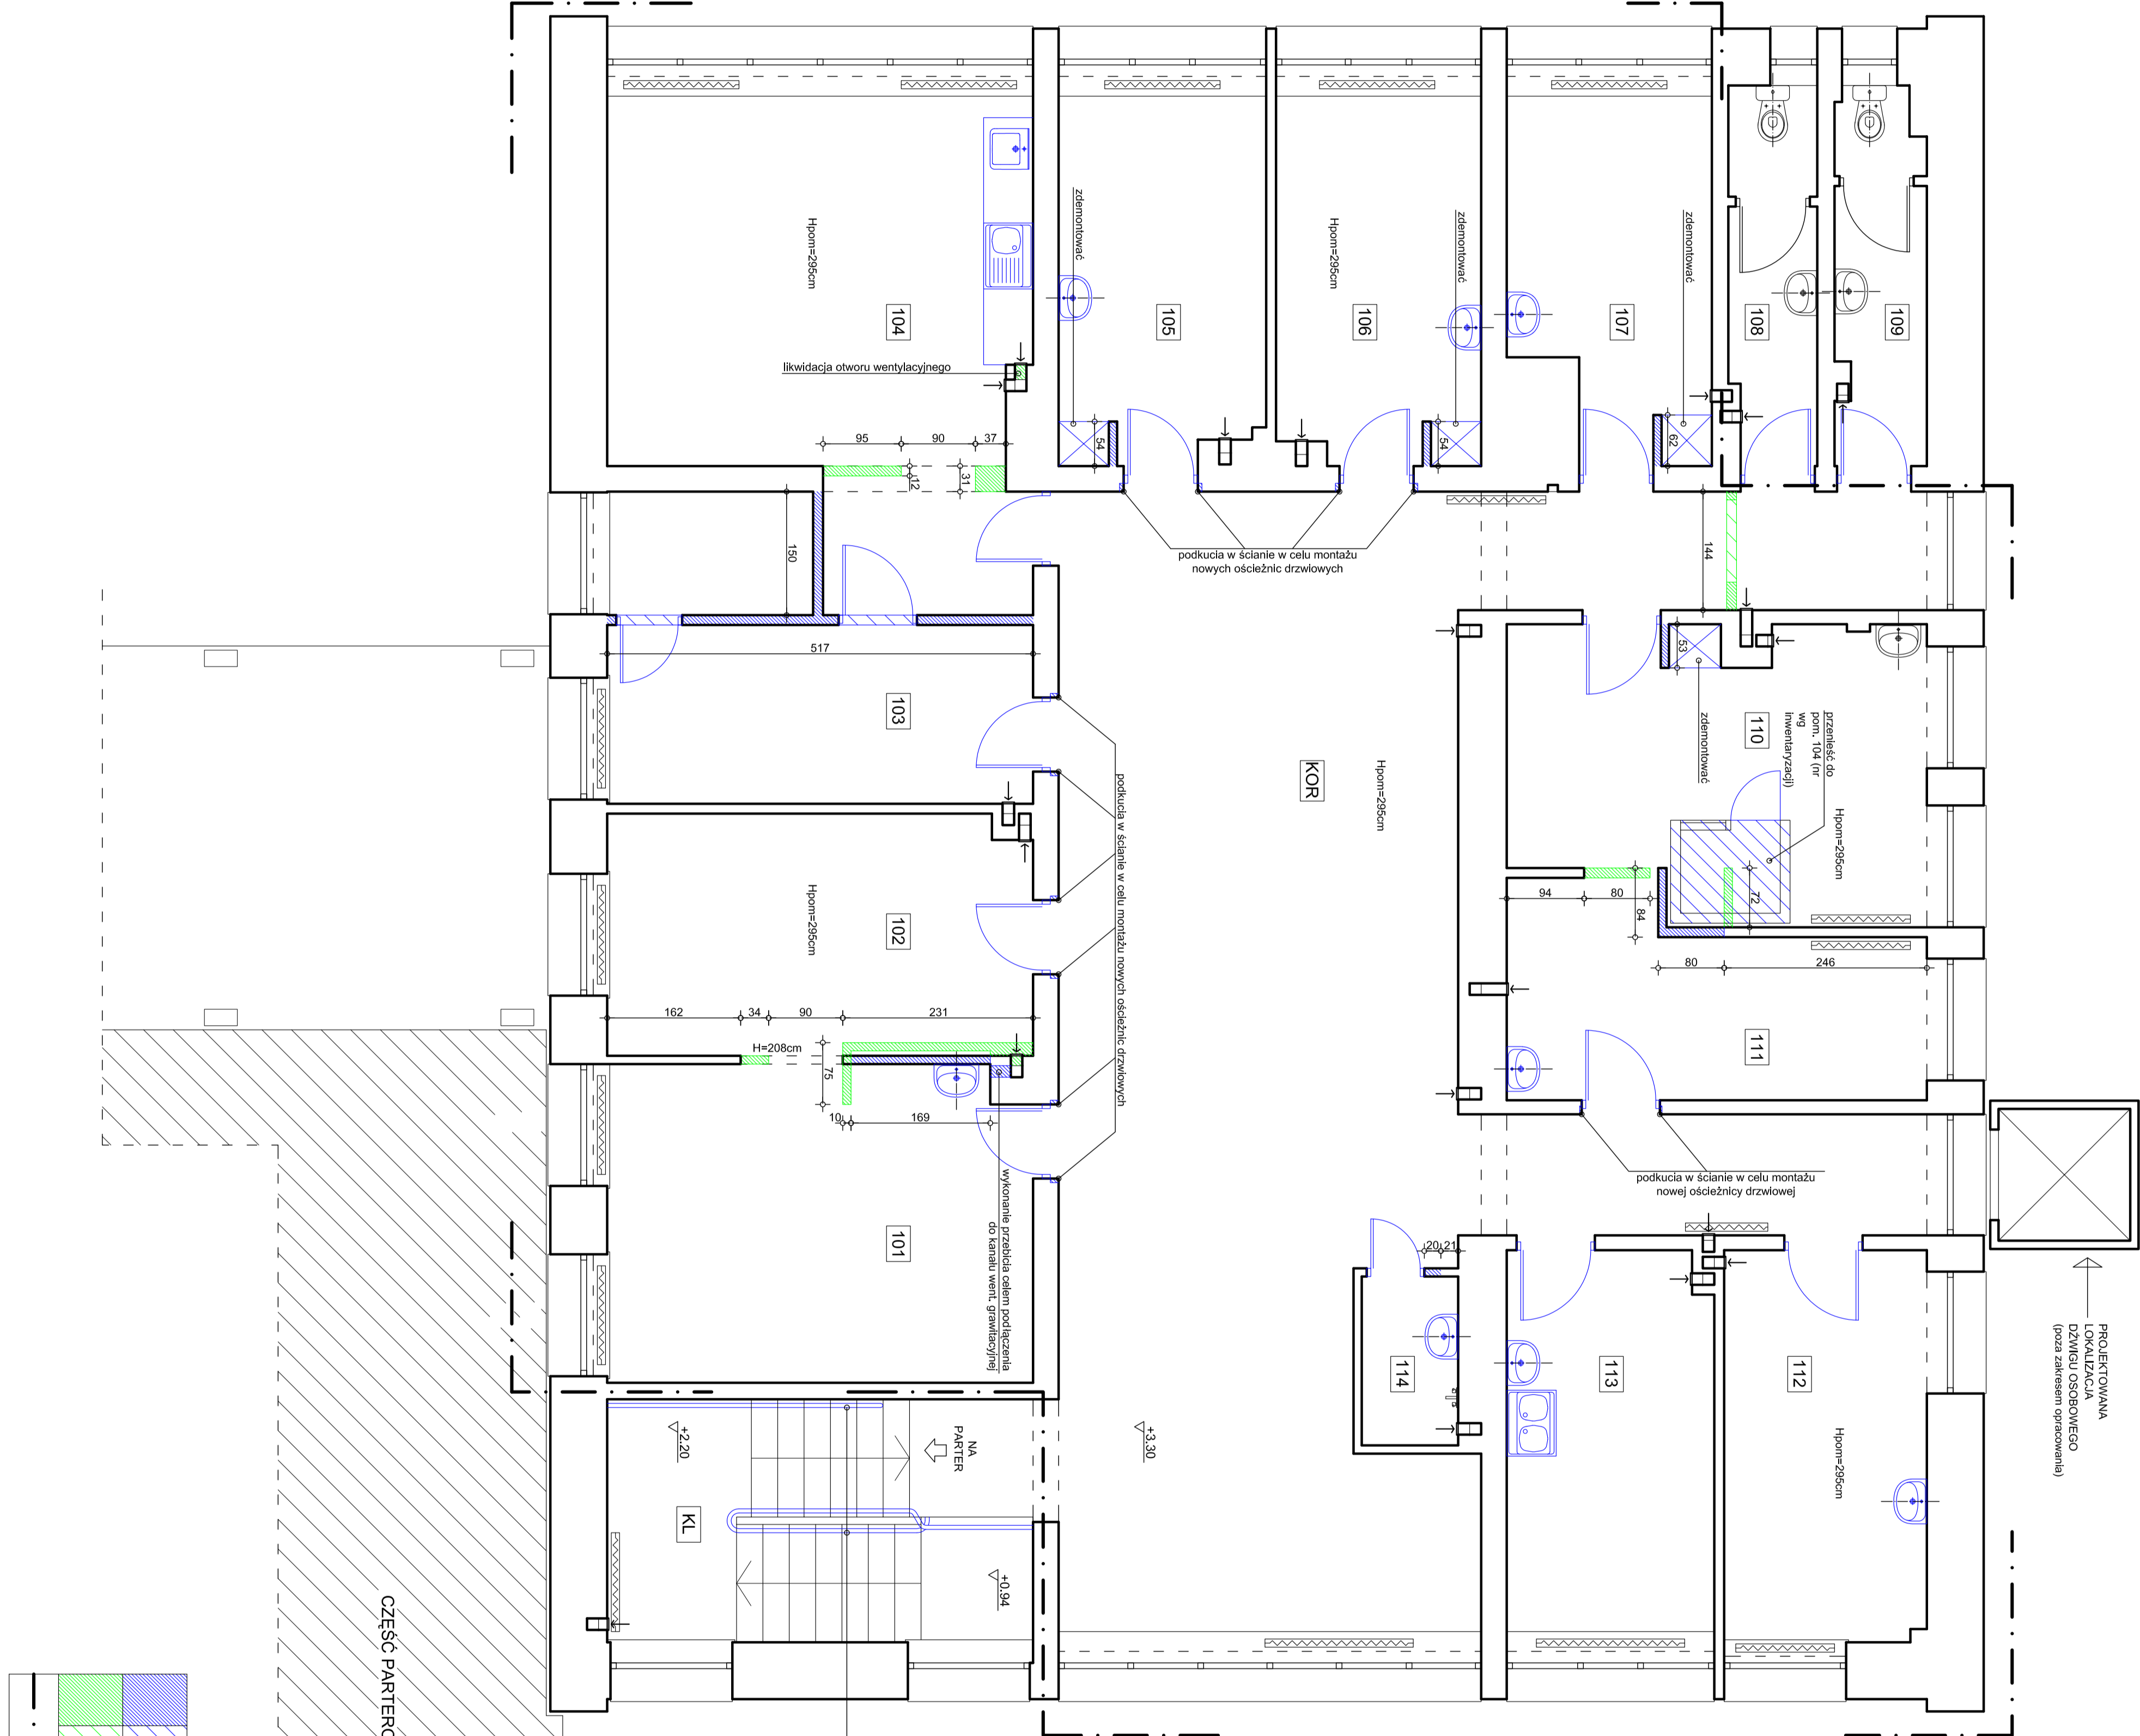 zdemontować
zdemontować
zdemontować
Hpom=295cm
Hpom=295cm
104
105
106
107
108
109
likwidacja otworu wentylacyjnego
95
90
37
12
31
54
54
62
150
144
podkucia w ścianie w celu montażu
nowych ościeżnic drzwiowych
517
53
103
KOR
Hpom=295cm
podkucia w ścianie w celu montażu nowych ościeżnic drzwiowych
zdemontować
110
przenieść do
pom. 104 (nr
wg
inwentaryzacji)
Hpom=295cm
94
80
84
72
80
246
Hpom=295cm
102
162
34
90
231
H=208cm
75
10
169
111
podkucia w ścianie w celu montażu
nowej ościeżnicy drzwiowej
101
wykonanie przebicia celem podłączenia
do kanału went. grawitacyjnej
20
21
114
113
112
Hpom=295cm
PROJEKTOWANA
LOKALIZACJA
DŹWIGU OSOBOWEGO
(poza zakresem opracowania)
+2.20
NA
PARTER
+3.30
KL
+0.94
CZĘŚĆ PARTERO